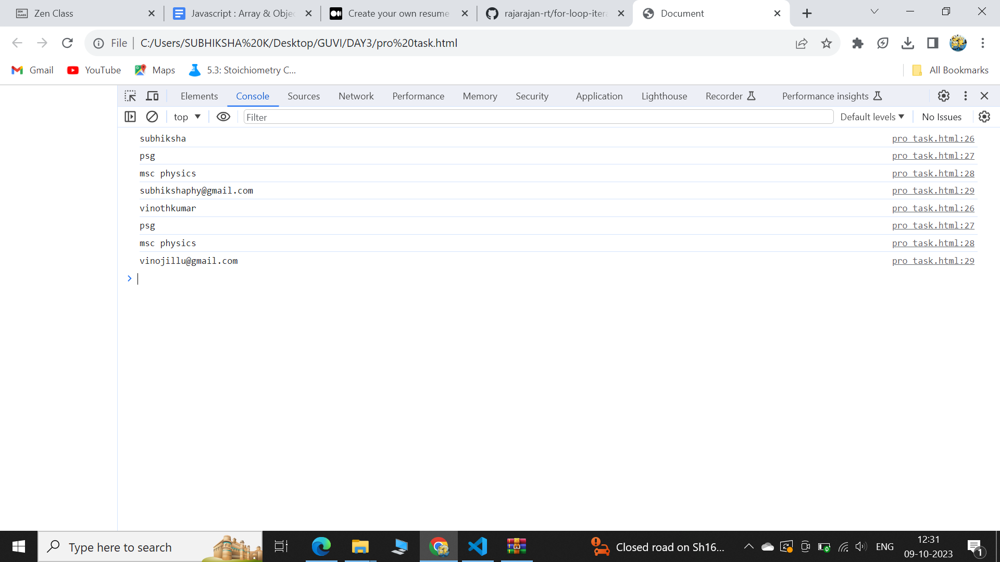 Zen Class
Javascript : Array & Objec
Create your own resume
rajarajan-rt/for-loop-itera
Document
File
C:/Users/SUBHIKSHA%20K/Desktop/GUVI/DAY3/pro%20task.html
Gmail
YouTube
Maps
5.3: Stoichiometry C...
All Bookmarks
Elements
Console
Sources
Network
Performance
Memory
Security
Application
Lighthouse
Recorder
Performance insights
top
Filter
Default levels
No Issues
subhiksha pro task.html:26
psg pro task.html:27
msc physics pro task.html:28
subhikshaphy@gmail.com pro task.html:29
vinothkumar pro task.html:26
psg pro task.html:27
msc physics pro task.html:28
vinojillu@gmail.com pro task.html:29
Type here to search
Closed road on Sh16...
ENG
12:31
09-10-2023
1